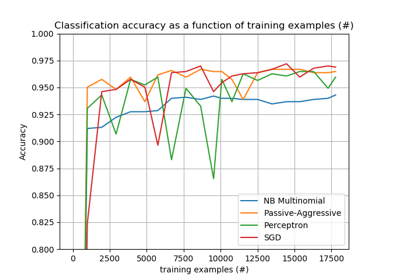 Classification accuracy as a function of training examples (#)
1.000
0.975
0.950
0.925
0.900
0.875
0.850
0.825
0.800
Accuracy
NB Multinomial
Passive-Aggressive
Perceptron
SGD
0 2500 5000 7500 10000 12500 15000 17500
training examples (#)